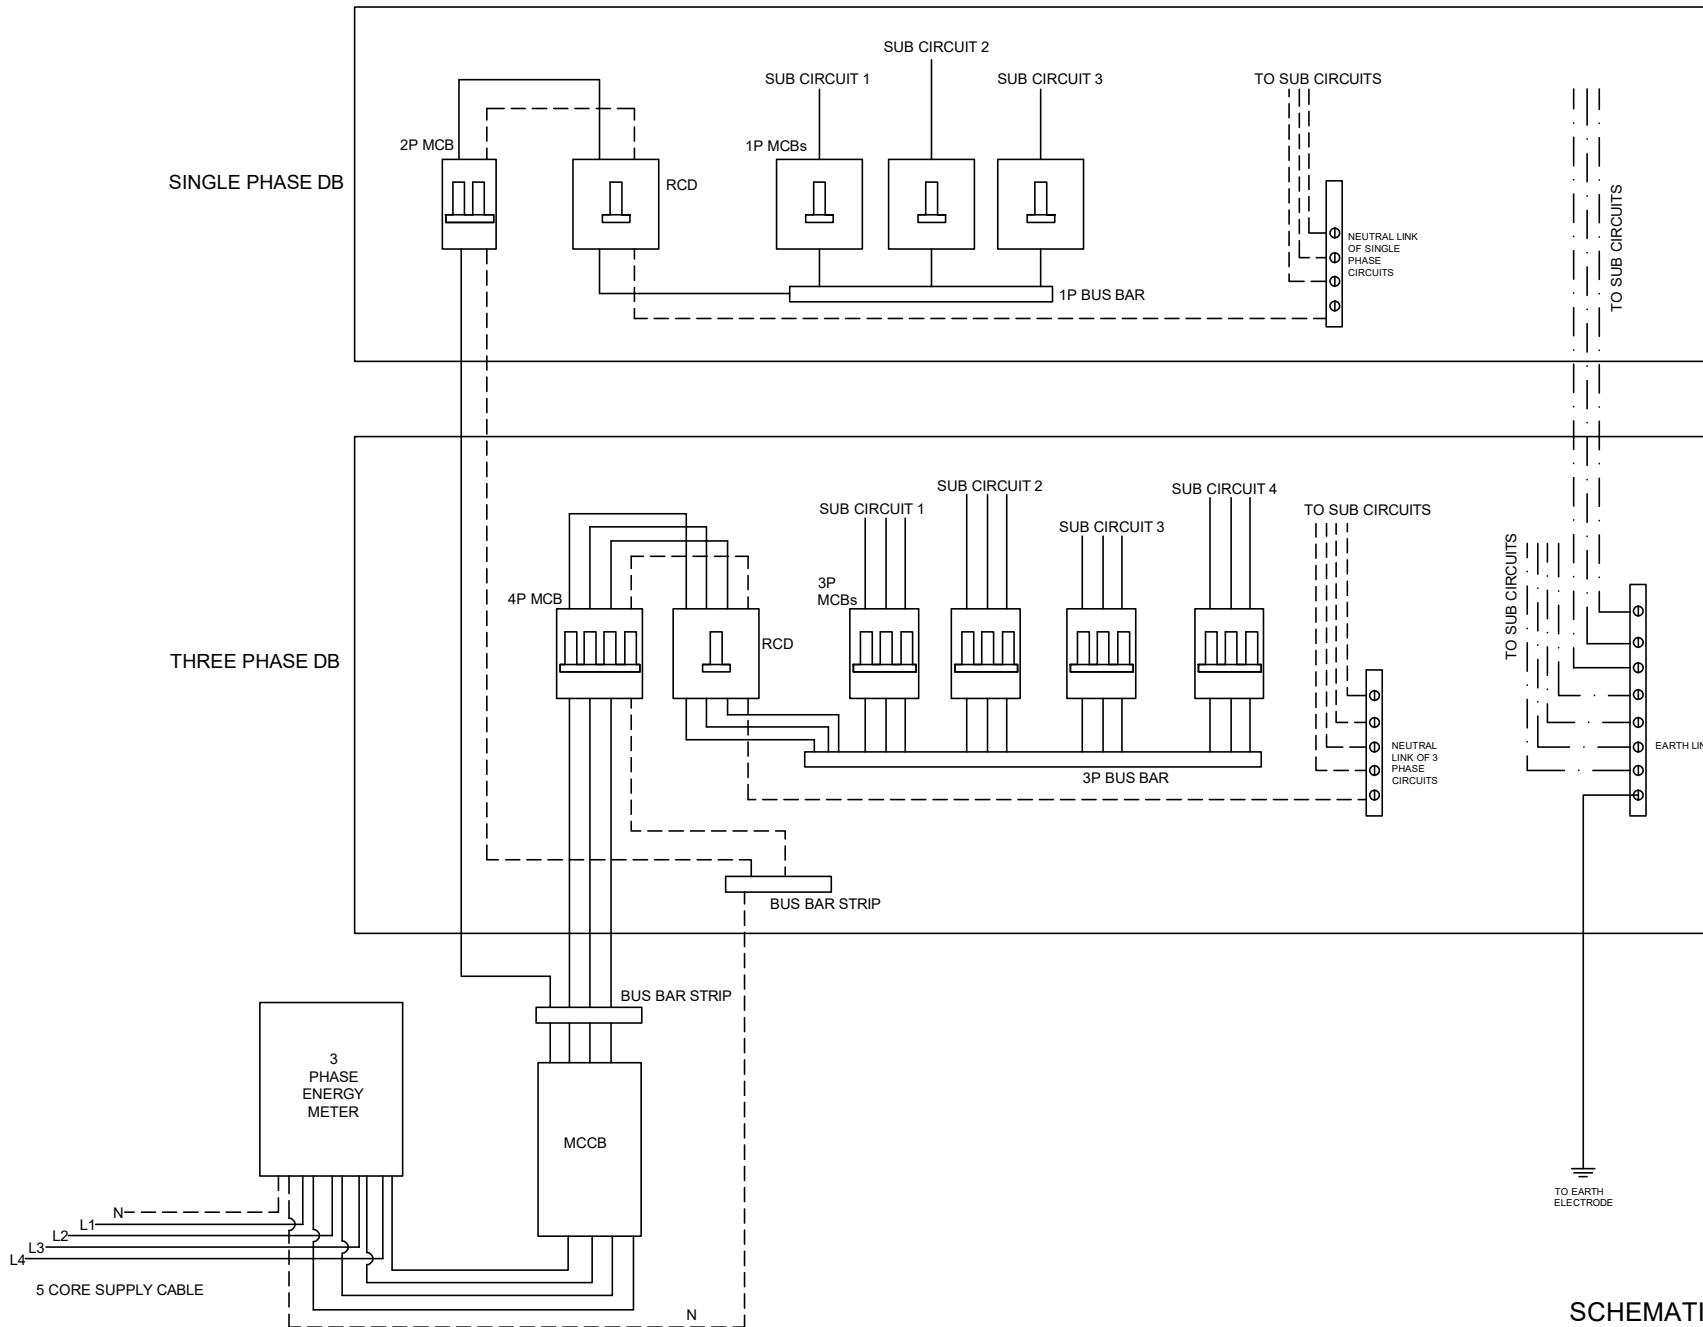 SUB CIRCUIT 2
SUB CIRCUIT 1
SUB CIRCUIT 3
TO SUB CIRCUITS
2P MCB
1P MCBs
SINGLE PHASE DB
RCD
TO SUB CIRCUITS
NEUTRAL LINK
OF SINGLE
PHASE
CIRCUITS
1P BUS BAR
SUB CIRCUIT 2
SUB CIRCUIT 4
SUB CIRCUIT 1
TO SUB CIRCUITS
SUB CIRCUIT 3
TO SUB CIRCUITS
4P MCB
3P
MCBs
THREE PHASE DB
RCD
NEUTRAL
LINK OF 3
PHASE
CIRCUITS
EARTH LIN
3P BUS BAR
BUS BAR STRIP
BUS BAR STRIP
3
PHASE
ENERGY
METER
MCCB
TO EARTH
ELECTRODE
N
L1
L2
L3
L4
5 CORE SUPPLY CABLE
N
SCHEMATI